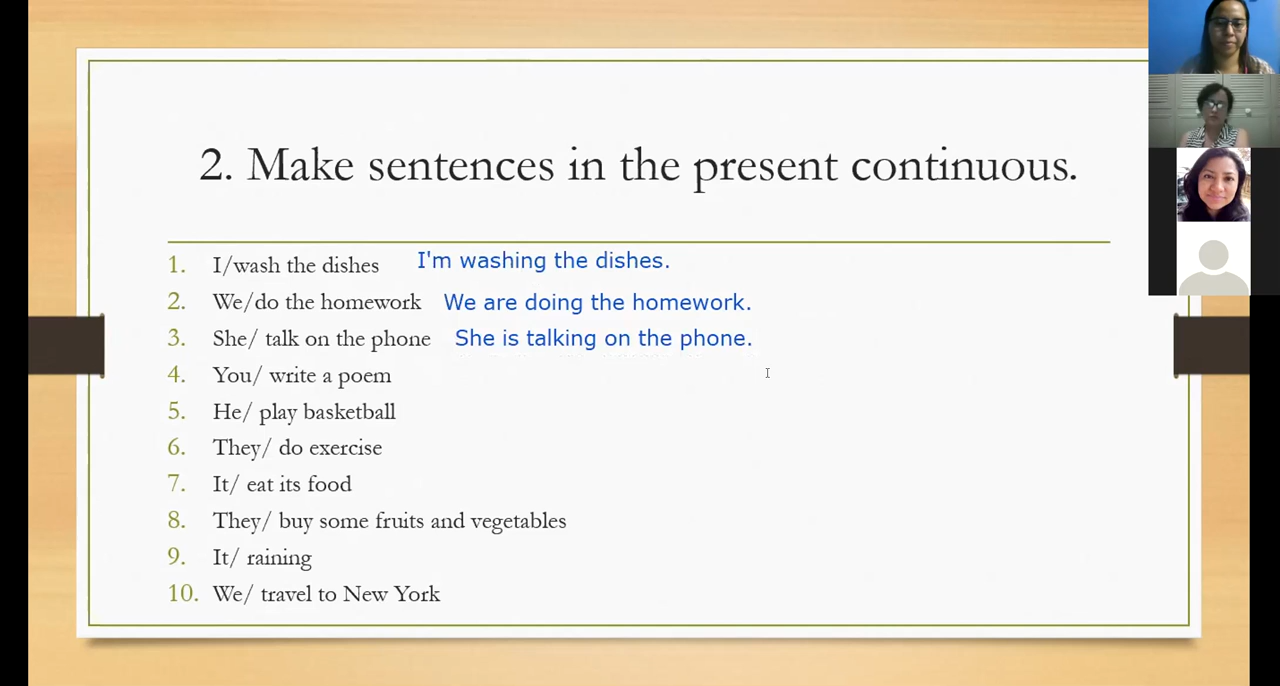 2. Make sentences in the present continuous.
1. I/wash the dishes I'm washing the dishes.
2. We/do the homework We are doing the homework.
3. She/ talk on the phone She is talking on the phone.
4. You/ write a poem
5. He/ play basketball
6. They/ do exercise
7. It/ eat its food
8. They/ buy some fruits and vegetables
9. It/ raining
10. We/ travel to New York